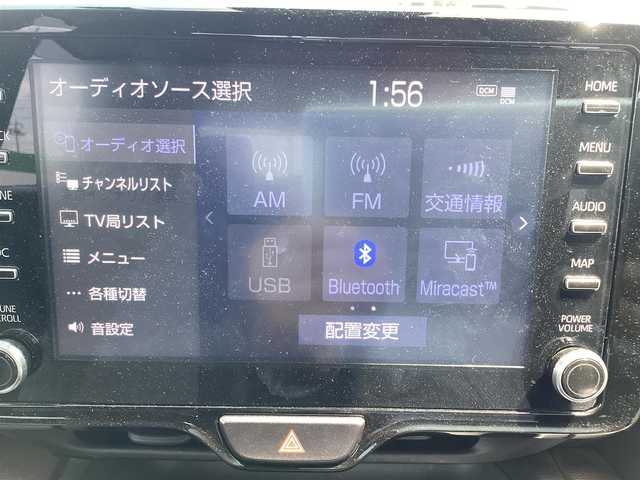 オーディオソース選択
1:56
DCM
DCM
オーディオ選択
チャンネルリスト
TV局リスト
メニュー
各種切替
音設定
AM
FM
交通情報
USB
Bluetooth
Miracast™
配置変更
HOME
MENU
AUDIO
MAP
POWER
VOLUME